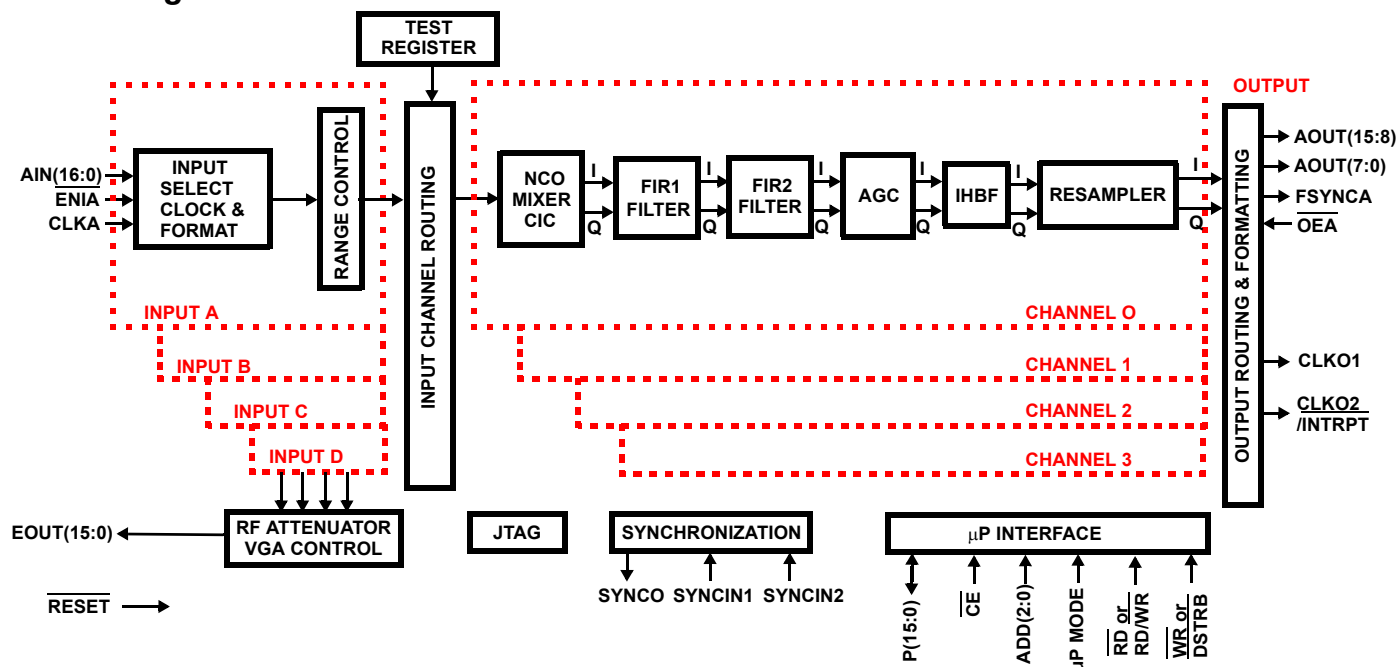 TEST
REGISTER
OUTPUT
AIN(16:0)
ENIA
CLKA
INPUT
SELECT
CLOCK &
FORMAT
RANGE CONTROL
INPUT CHANNEL ROUTING
NCO
MIXER
CIC
I
Q
FIR1
FILTER
I
Q
FIR2
FILTER
I
Q
AGC
I
Q
IHBF
I
Q
RESAMPLER
I
Q
OUTPUT ROUTING & FORMATTING
AOUT(15:8)
AOUT(7:0)
FSYNCA
OEA
CLKO1
CLKO2
/INTRPT
INPUT A
INPUT B
INPUT C
INPUT D
CHANNEL O
CHANNEL 1
CHANNEL 2
CHANNEL 3
EOUT(15:0)
RF ATTENUATOR
VGA CONTROL
JTAG
SYNCHRONIZATION
μP INTERFACE
RESET
SYNCO
SYNCIN1
SYNCIN2
P(15:0)
CE
ADD(2:0)
μP MODE
RD or
RD/WR
WR or
DSTRB